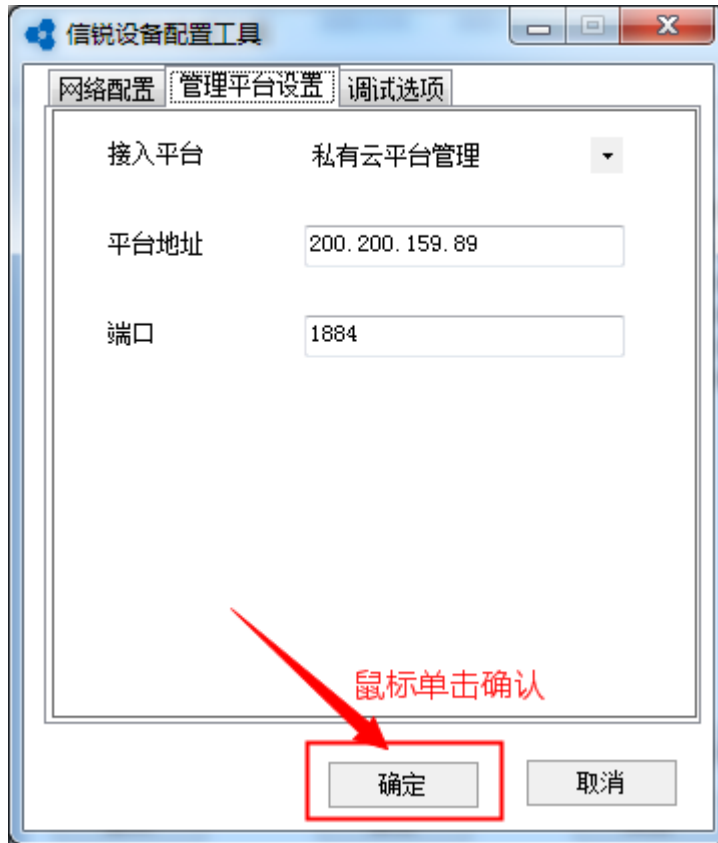 信锐设备配置工具
网络配置 管理平台设置 调试选项
接入平台 私有云平台管理
平台地址 200.200.159.89
端口 1884
鼠标单击确认
确定 取消